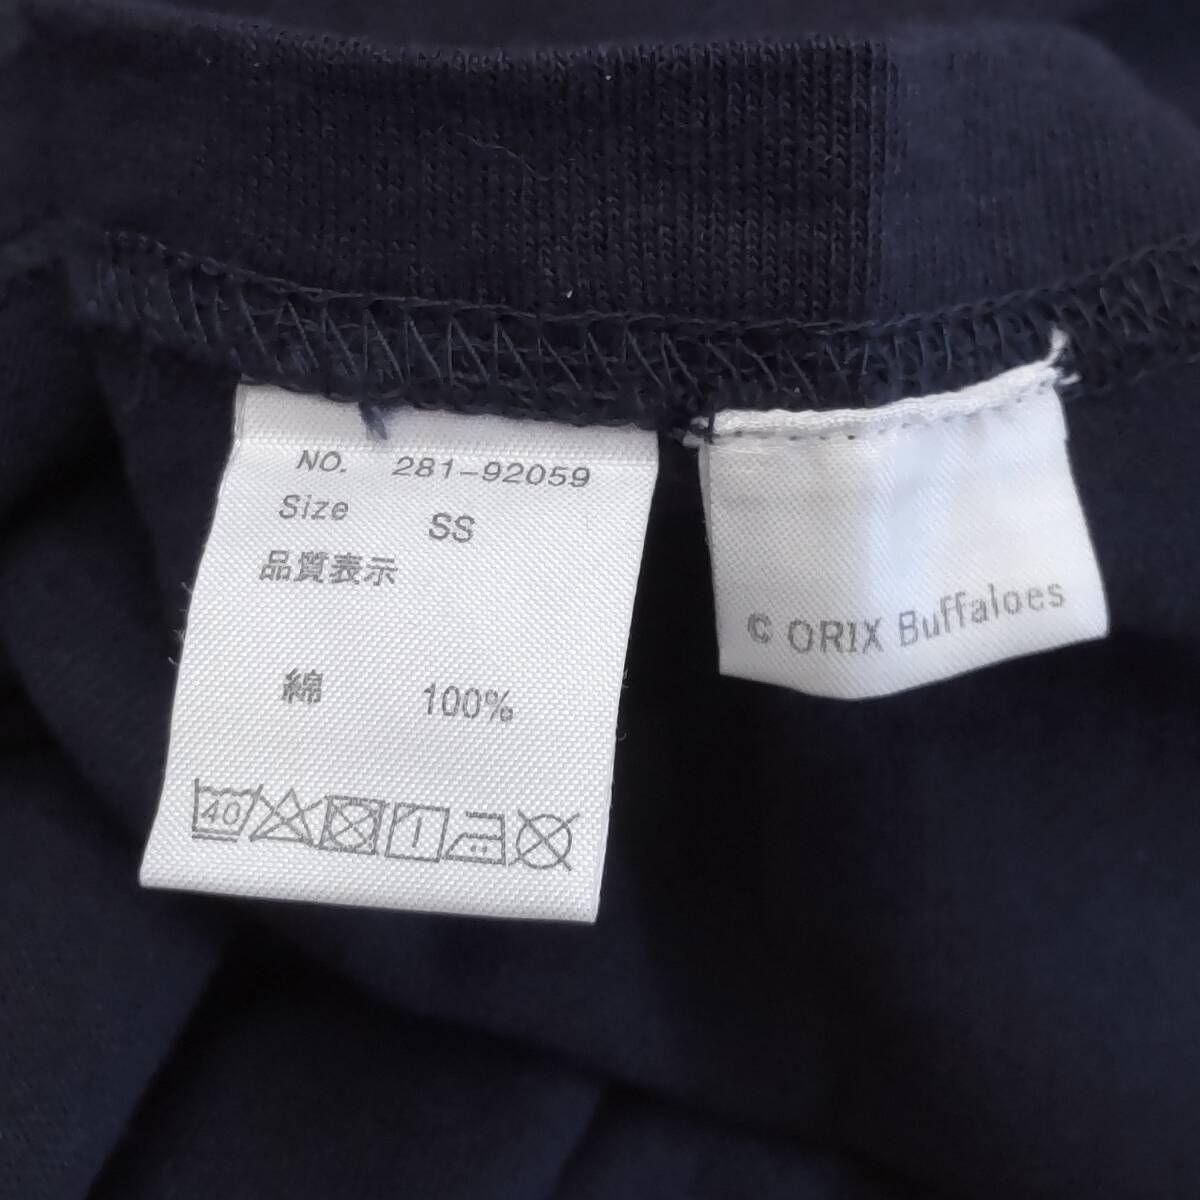 NO. 281-92059
Size SS
品質表示
綿 100%
40
© ORIX Buffaloes